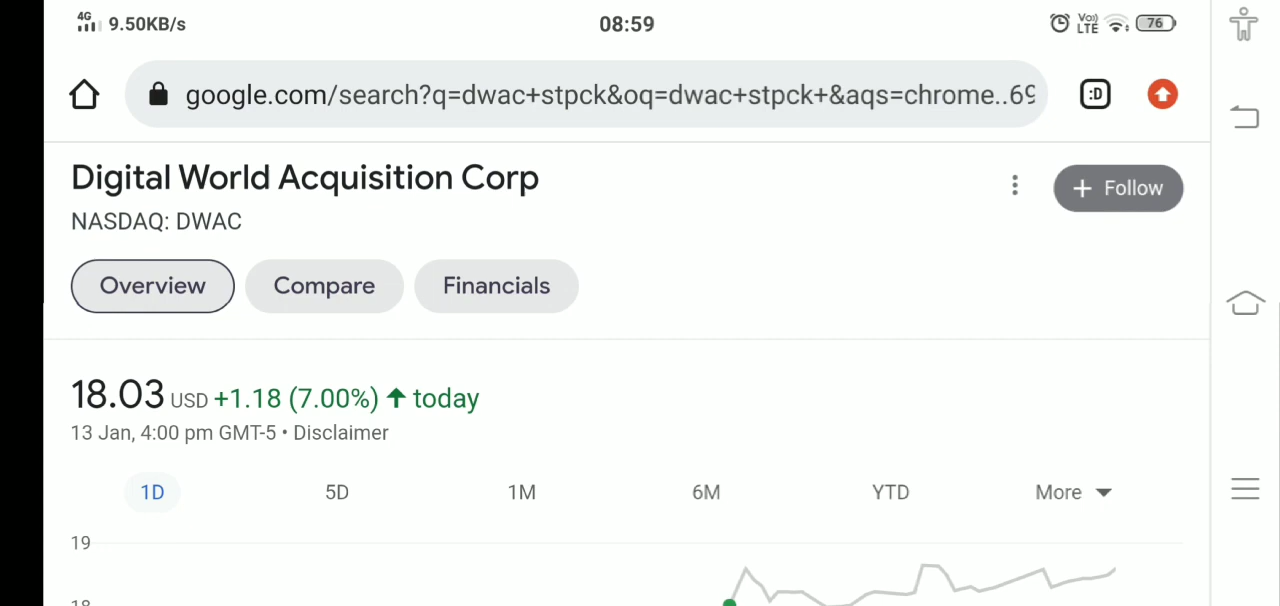 4G 9.50KB/s 08:59 Vo)) LTE 76
google.com/search?q=dwac+stpck&oq=dwac+stpck+&aqs=chrome..69 :D
Digital World Acquisition Corp
+ Follow
NASDAQ: DWAC
Overview Compare Financials
18.03 USD +1.18 (7.00%) ↑ today
13 Jan, 4:00 pm GMT-5 • Disclaimer
1D 5D 1M 6M YTD More
19
18